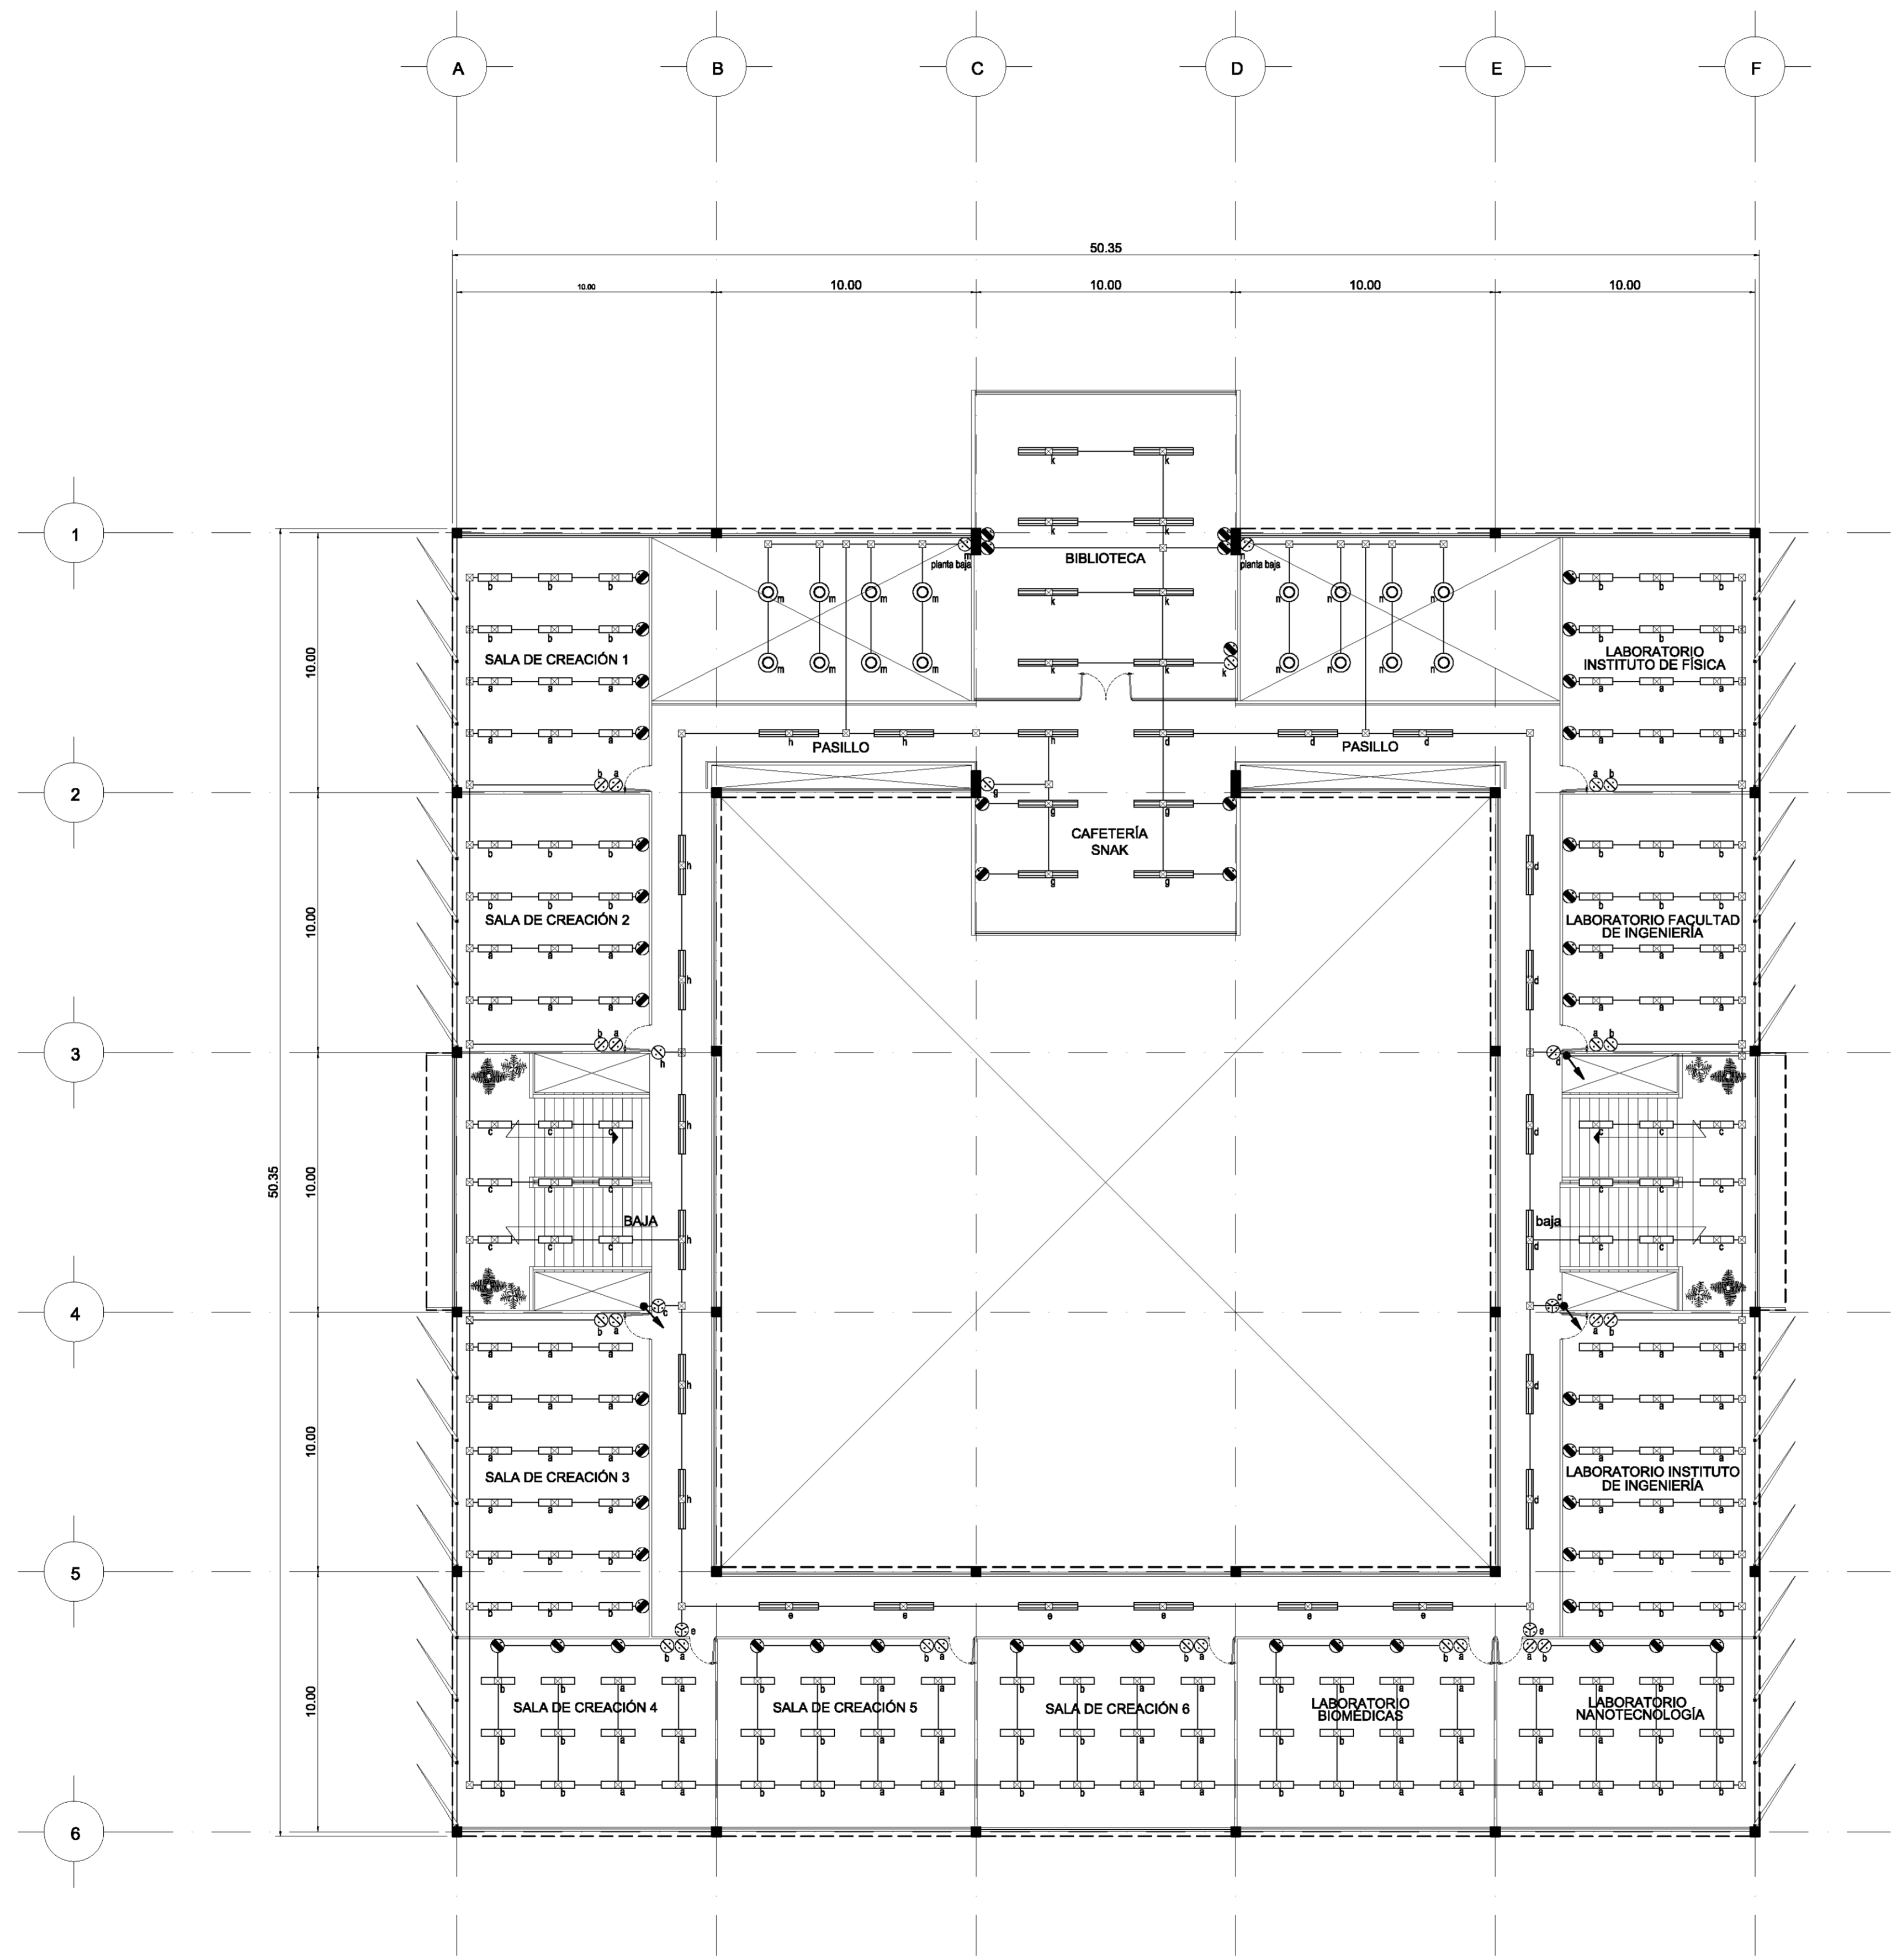 A B C D E F
50.35
10.00 10.00 10.00 10.00 10.00
k k
1
k k
m n
planta baja BIBLIOTECA planta baja
b b b b b b
m m m m k k n n n n
b b b b b b
10.00
SALA DE CREACIÓN 1
LABORATORIO
INSTITUTO DE FÍSICA
m m m m k k k n n n n
a a a a a a
a a h h h d d d a a a
a
PASILLO PASILLO
b a a b
2
g
g g
CAFETERÍA
SNAK
b b b b b b
h d
g g
b b b b b b
10.00
SALA DE CREACIÓN 2
LABORATORIO FACULTAD
DE INGENIERÍA
a a a a a a
h d
a a a a a a
b a a b
3
h d
c c c c c c
h d
50.35
10.00
c c c c c c
BAJA baja
c c c h d c c c
c c
4
b a a b
a a a a a a
h d
a a a a a a
10.00
a a a a a a
SALA DE CREACIÓN 3
LABORATORIO INSTITUTO
DE INGENIERÍA
a a a h d a a a
b b b b b b
5
b b b e e e e e e b b b
e e
b a b a b a b a a b
b b a a b b a a b b a a b b a a a a b b
10.00
SALA DE CREACIÓN 4 SALA DE CREACIÓN 5 SALA DE CREACIÓN 6
LABORATORIO
BIOMÉDICAS
LABORATORIO
NANOTECNOLOGÍA
b b a a b b a a b b a a b b a a a a b b
b b a a b b a a b b a a b b a a a a b b
6